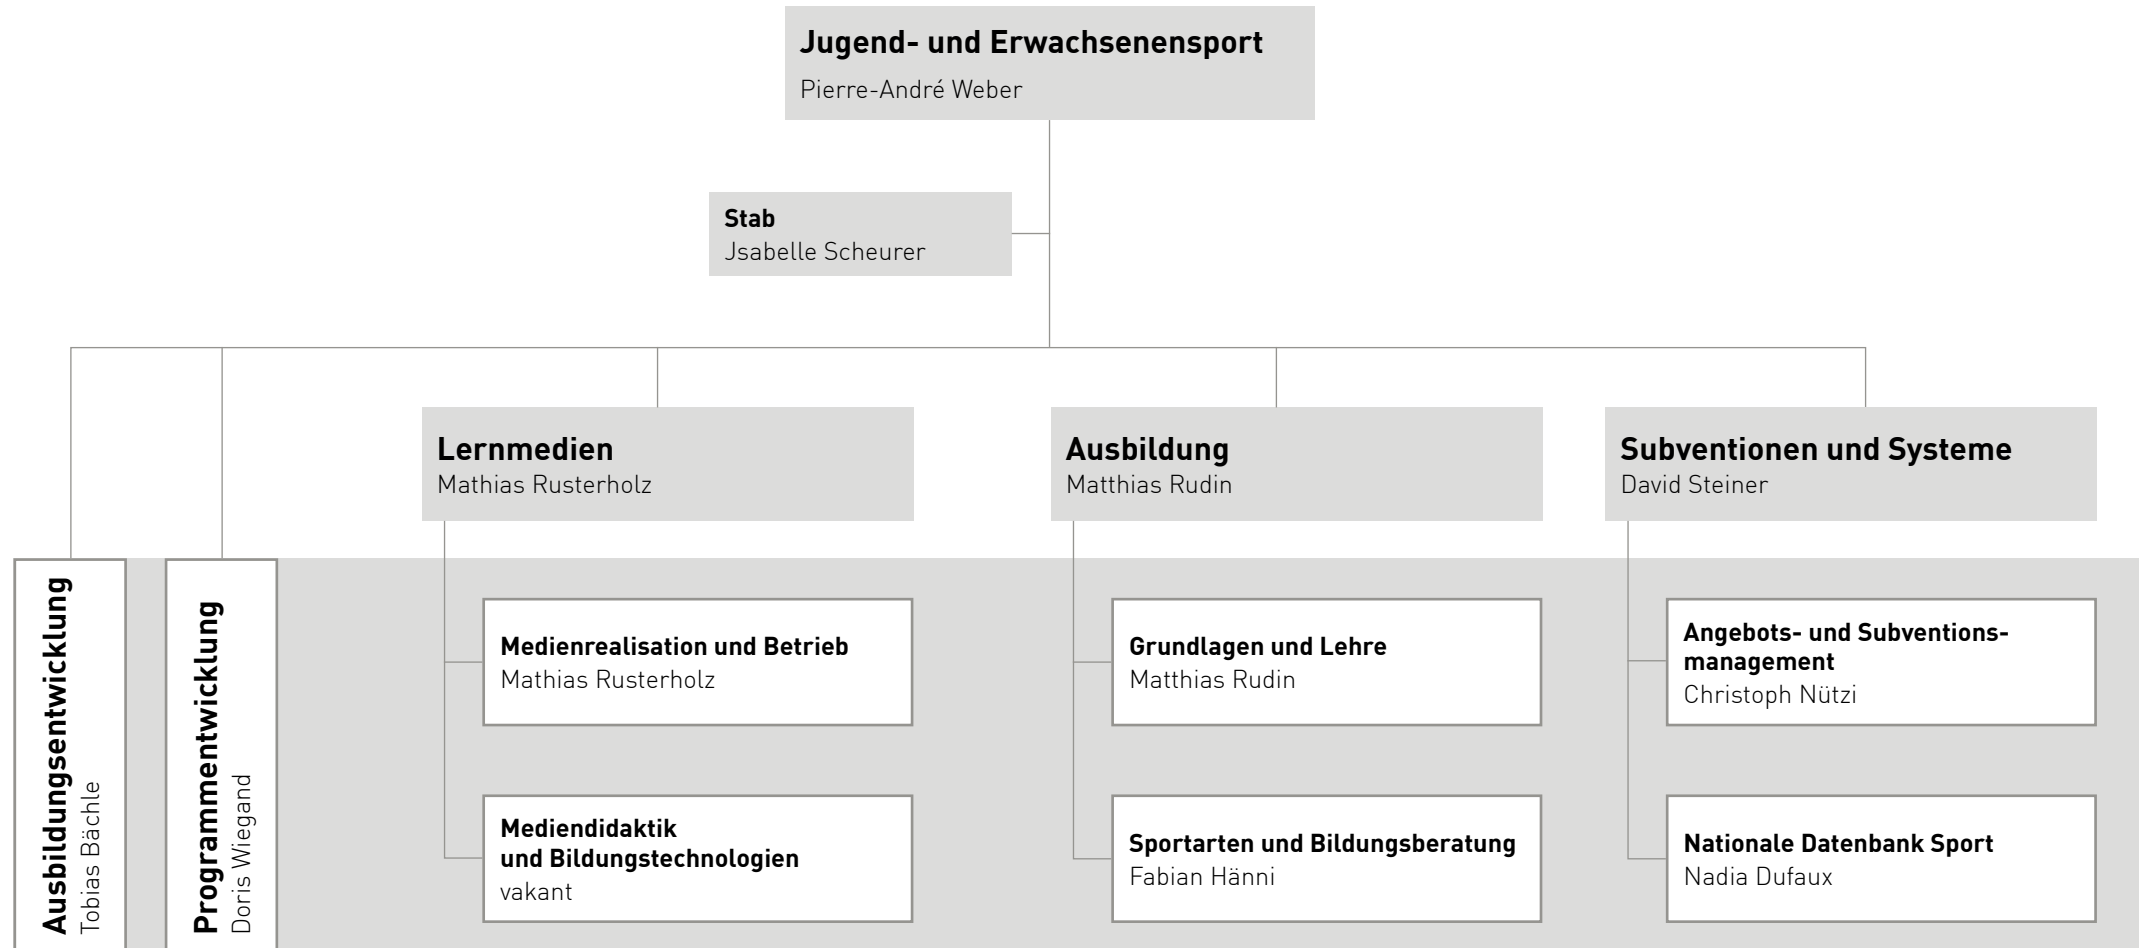 Jugend- und Erwachsenensport
Pierre-André Weber
Stab
Jsabelle Scheurer
Lernmedien
Mathias Rusterholz
Ausbildung
Matthias Rudin
Subventionen und Systeme
David Steiner
Ausbildungsentwicklung
Tobias Bächle
Programmentwicklung
Doris Wiegand
Medienrealisation und Betrieb
Mathias Rusterholz
Mediendidaktik
und Bildungstechnologien
vakant
Grundlagen und Lehre
Matthias Rudin
Sportarten und Bildungsberatung
Fabian Hänni
Angebots- und Subventions-
management
Christoph Nützi
Nationale Datenbank Sport
Nadia Dufaux